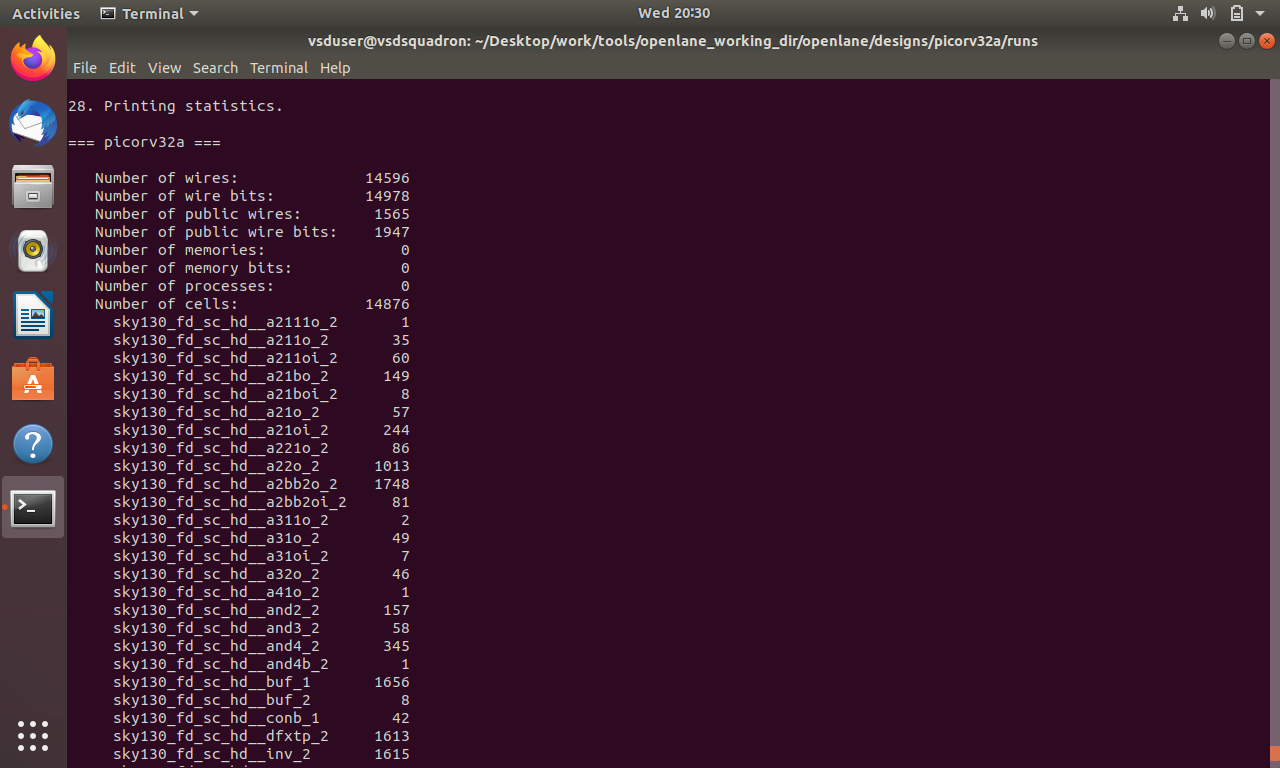 Activities Terminal Wed 20:30
vsduser@vsdsquadron: ~/Desktop/work/tools/openlane_working_dir/openlane/designs/picorv32a/runs
File Edit View Search Terminal Help
28. Printing statistics.
=== picorv32a ===
Number of wires: 14596
Number of wire bits: 14978
Number of public wires: 1565
Number of public wire bits: 1947
Number of memories: 0
Number of memory bits: 0
Number of processes: 0
Number of cells: 14876
sky130_fd_sc_hd__a2111o_2 1
sky130_fd_sc_hd__a211o_2 35
sky130_fd_sc_hd__a211oi_2 60
sky130_fd_sc_hd__a21bo_2 149
sky130_fd_sc_hd__a21boi_2 8
sky130_fd_sc_hd__a21o_2 57
sky130_fd_sc_hd__a21oi_2 244
sky130_fd_sc_hd__a221o_2 86
sky130_fd_sc_hd__a22o_2 1013
sky130_fd_sc_hd__a2bb2o_2 1748
sky130_fd_sc_hd__a2bb2oi_2 81
sky130_fd_sc_hd__a311o_2 2
sky130_fd_sc_hd__a31o_2 49
sky130_fd_sc_hd__a31oi_2 7
sky130_fd_sc_hd__a32o_2 46
sky130_fd_sc_hd__a41o_2 1
sky130_fd_sc_hd__and2_2 157
sky130_fd_sc_hd__and3_2 58
sky130_fd_sc_hd__and4_2 345
sky130_fd_sc_hd__and4b_2 1
sky130_fd_sc_hd__buf_1 1656
sky130_fd_sc_hd__buf_2 8
sky130_fd_sc_hd__conb_1 42
sky130_fd_sc_hd__dfxtp_2 1613
sky130_fd_sc_hd__inv_2 1615